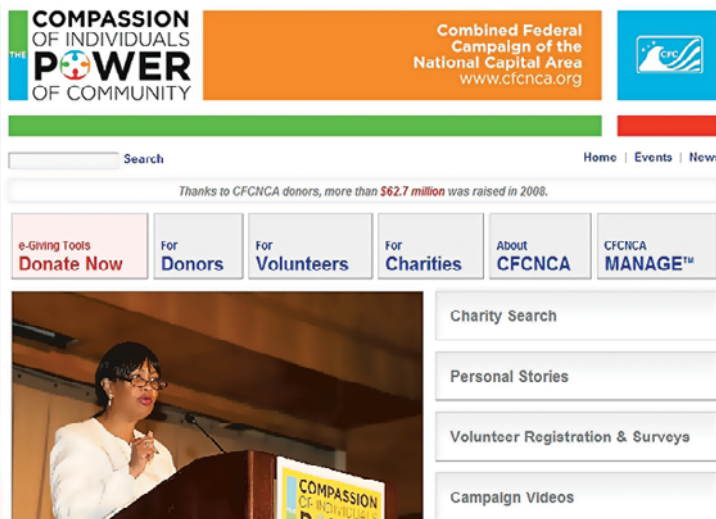 COMPASSION
OF INDIVIDUALS
THE
POWER
OF COMMUNITY
Combined Federal
Campaign of the
National Capital Area
www.cfcnca.org
CFC
Search
Home | Events | News
Thanks to CFCNCA donors, more than $62.7 million was raised in 2008.
e-Giving Tools
Donate Now
For
Donors
For
Volunteers
For
Charities
About
CFCNCA
CFCNCA
MANAGE™
Charity Search
Personal Stories
Volunteer Registration & Surveys
Campaign Videos
COMPASSION
OF INDIVIDUALS